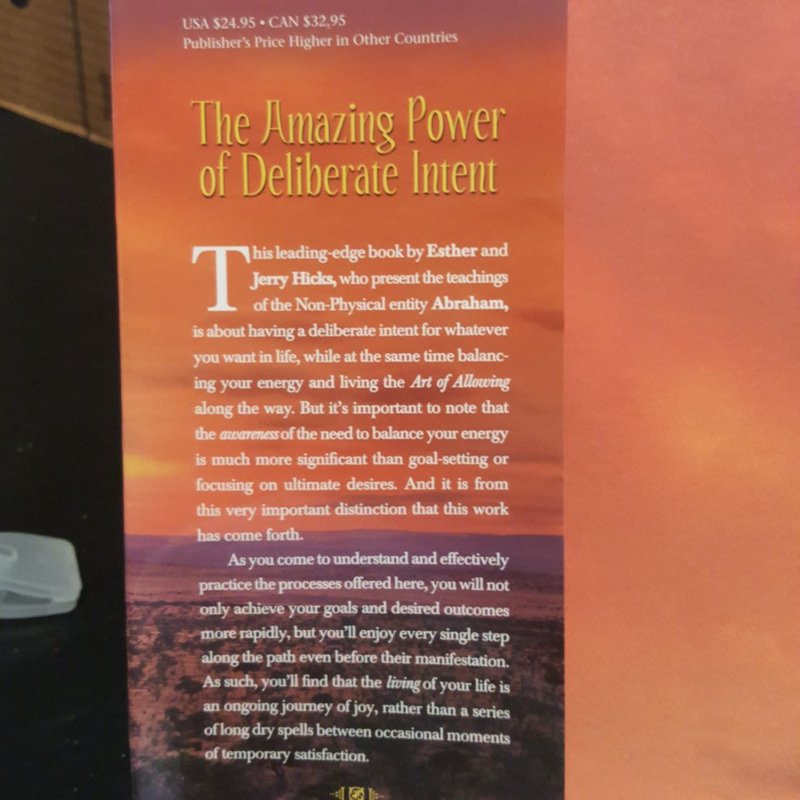 USA $24.95 • CAN $32,95
Publisher's Price Higher in Other Countries
The Amazing Power
of Deliberate Intent
This leading-edge book by Esther and
Jerry Hicks, who present the teachings
of the Non-Physical entity Abraham,
is about having a deliberate intent for whatever
you want in life, while at the same time balanc-
ing your energy and living the Art of Allowing
along the way. But it's important to note that
the awareness of the need to balance your energy
is much more significant than goal-setting or
focusing on ultimate desires. And it is from
this very important distinction that this work
has come forth.
As you come to understand and effectively
practice the processes offered here, you will not
only achieve your goals and desired outcomes
more rapidly, but you'll enjoy every single step
along the path even before their manifestation.
As such, you'll find that the living of your life is
an ongoing journey of joy, rather than a series
of long dry spells between occasional moments
of temporary satisfaction.